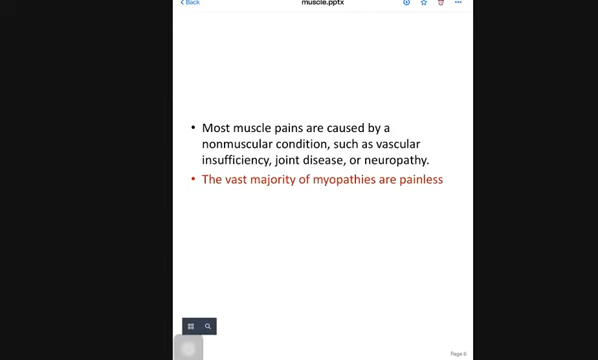 Back
muscle.pptx
• Most muscle pains are caused by a
nonmuscular condition, such as vascular
insufficiency, joint disease, or neuropathy.
• The vast majority of myopathies are painless
Page 6